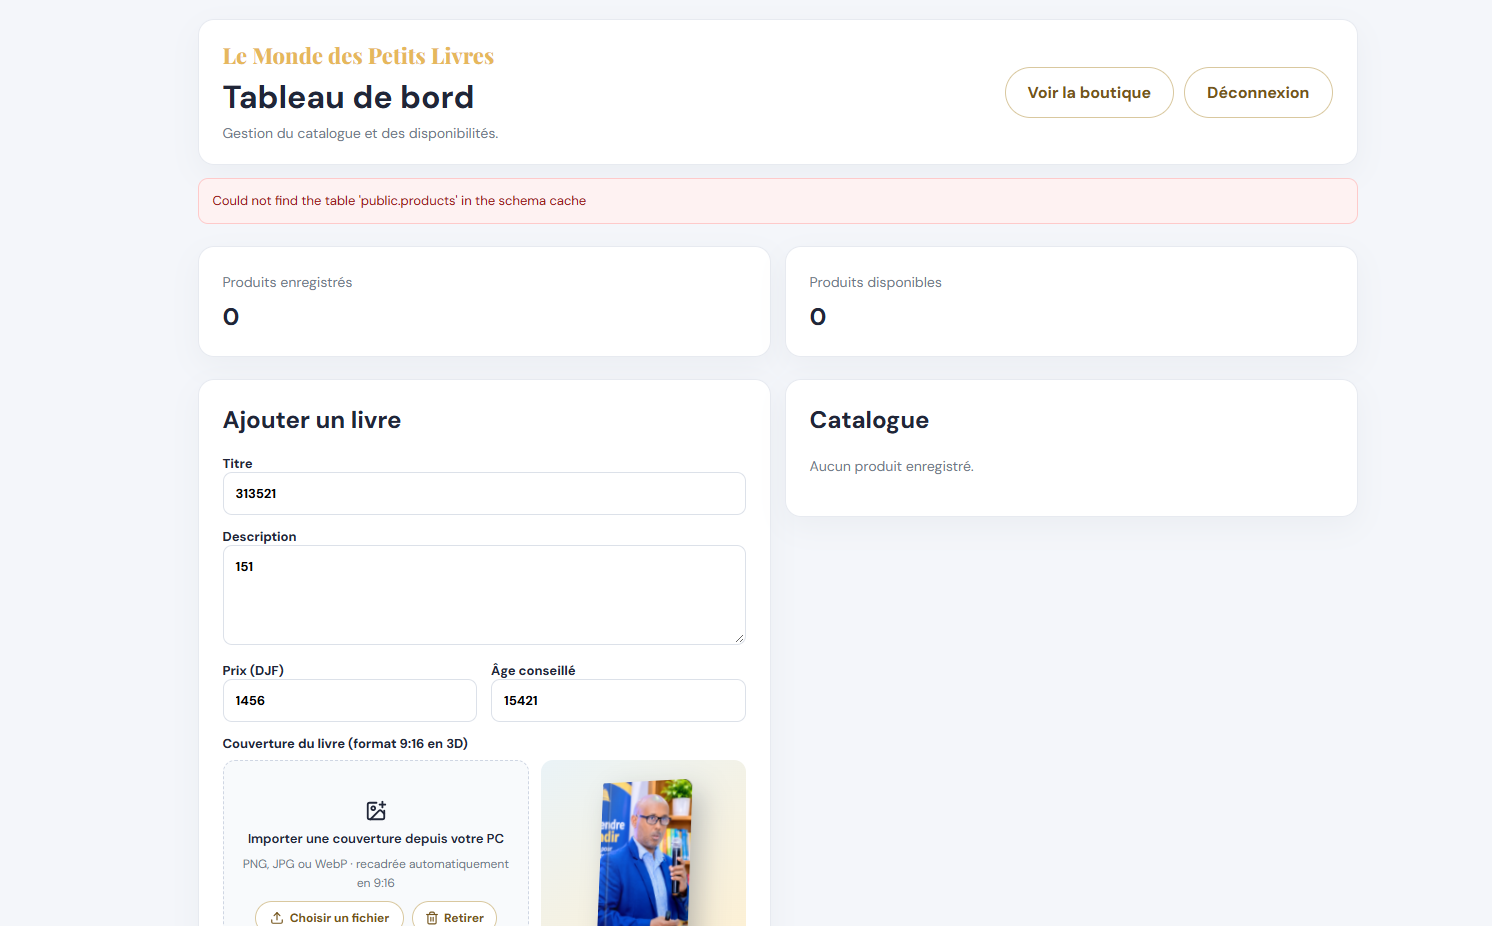 Le Monde des Petits Livres
Tableau de bord
Gestion du catalogue et des disponibilités.
Voir la boutique
Déconnexion
Could not find the table 'public.products' in the schema cache
Produits enregistrés
0
Produits disponibles
0
Ajouter un livre
Titre
313521
Description
151
Prix (DJF)
1456
Âge conseillé
15421
Couverture du livre (format 9:16 en 3D)
Importer une couverture depuis votre PC
PNG, JPG ou WebP · recadrée automatiquement
en 9:16
Choisir un fichier
Retirer
Catalogue
Aucun produit enregistré.